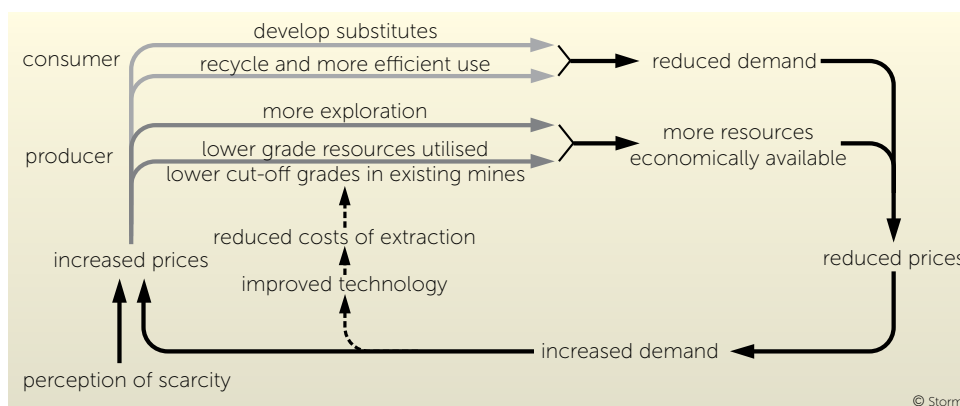 develop substitutes
consumer
recycle and more efficient use
reduced demand
more exploration
producer
lower grade resources utilised
lower cut-off grades in existing mines
more resources
economically available
reduced costs of extraction
increased prices
reduced prices
improved technology
increased demand
perception of scarcity
© Storm